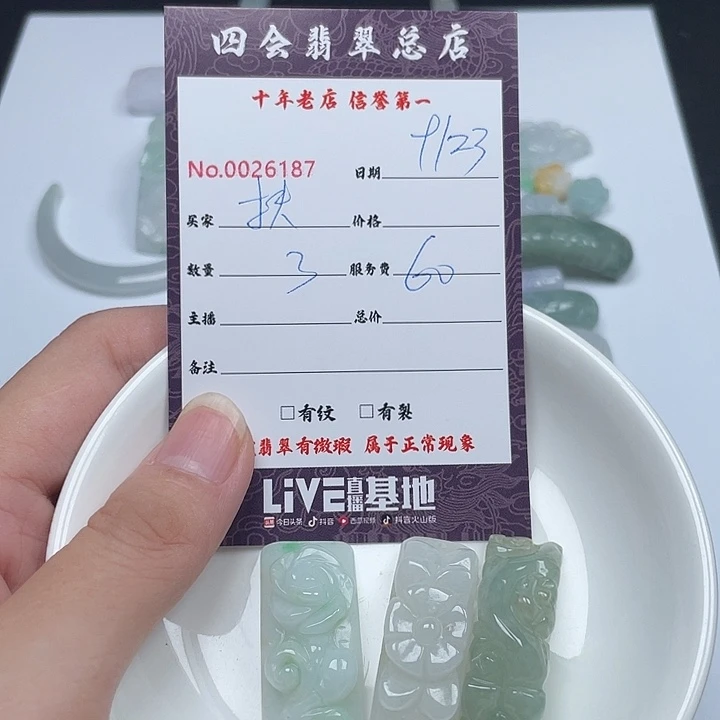 四会翡翠总店
十年老店 信誉第一
No.0026187 日期 9/23
买家 扶 价格
数量 3 服务费 60
主播 总价
备注
□有纹 □有裂
翡翠有微瑕 属于正常现象
LiVE直播基地
今日头条 抖音 西瓜视频 抖音火山版